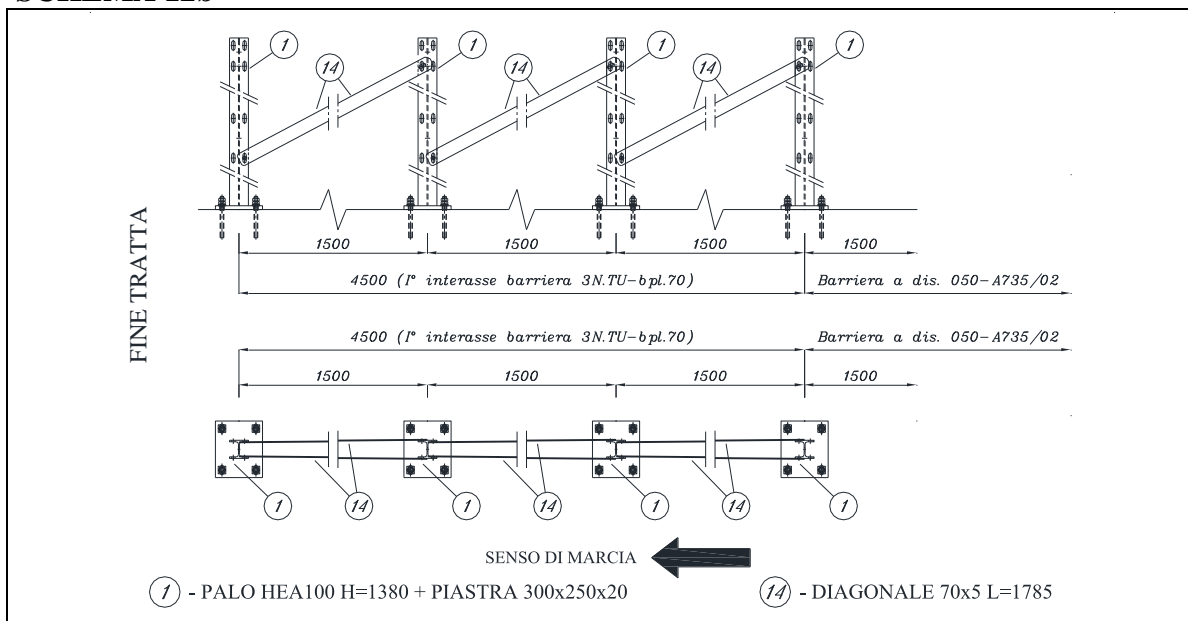 1 1 1 1
14 14 14
FINE TRATTA
1500 1500 1500 1500
4500 (I° interasse barriera 3N.TU-bpl.70) Barriera a dis. 050-A735/02
4500 (I° interasse barriera 3N.TU-bpl.70) Barriera a dis. 050-A735/02
1500 1500 1500 1500
1 14 1 14 1 14 1
SENSO DI MARCIA
1 - PALO HEA100 H=1380 + PIASTRA 300x250x20 14 - DIAGONALE 70x5 L=1785